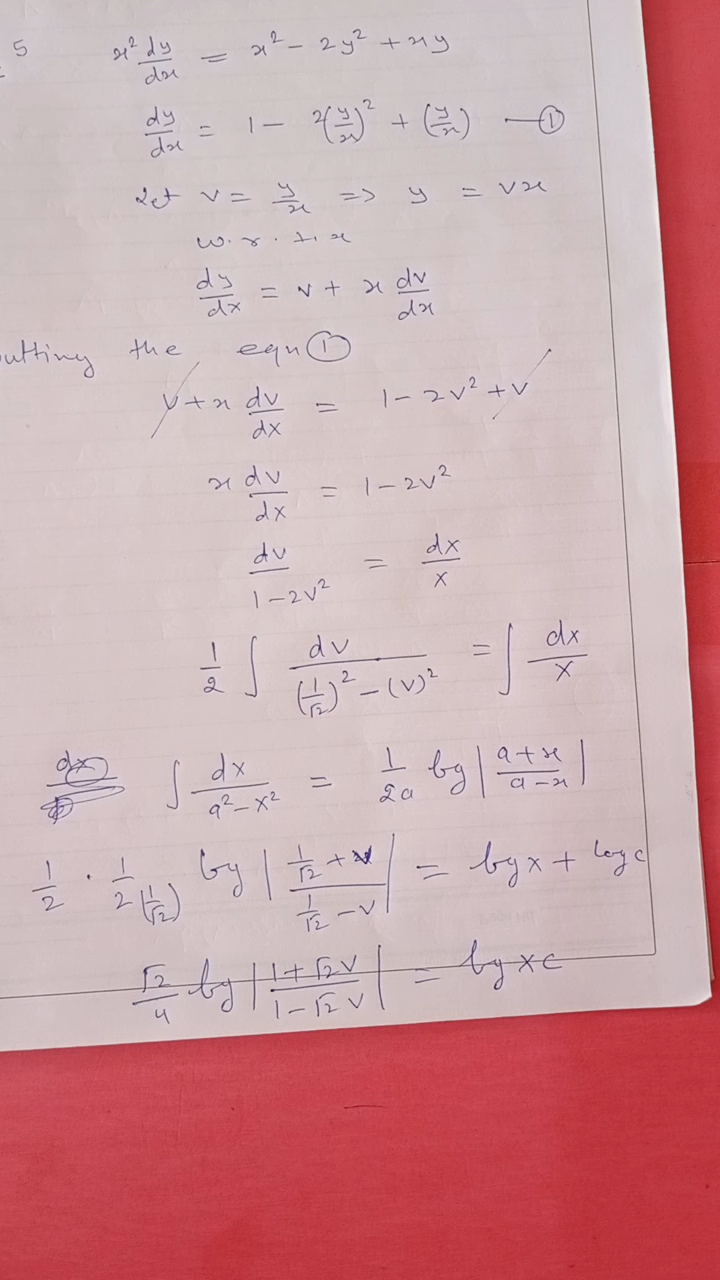 5 x² dy/dx = x² - 2y² + xy
dy/dx = 1 - 2(y/x)² + (y/x) —①
Let v = y/x => y = vx
w.r.t. x
dy/dx = v + x dv/dx
utting the eqn ①
v + x dv/dx = 1 - 2v² + v
x dv/dx = 1 - 2v²
dv/1-2v² = dx/x
1/2 ∫ dv/(1/√2)² - (v)² = ∫ dx/x
∫ dx/a²-x² = 1/2a log |a+x/a-x|
1/2 · 1/2(1/√2) log |1/√2 + v/1/√2 - v| = log x + log c
√2/4 log |1+√2v/1-√2v| = log xc